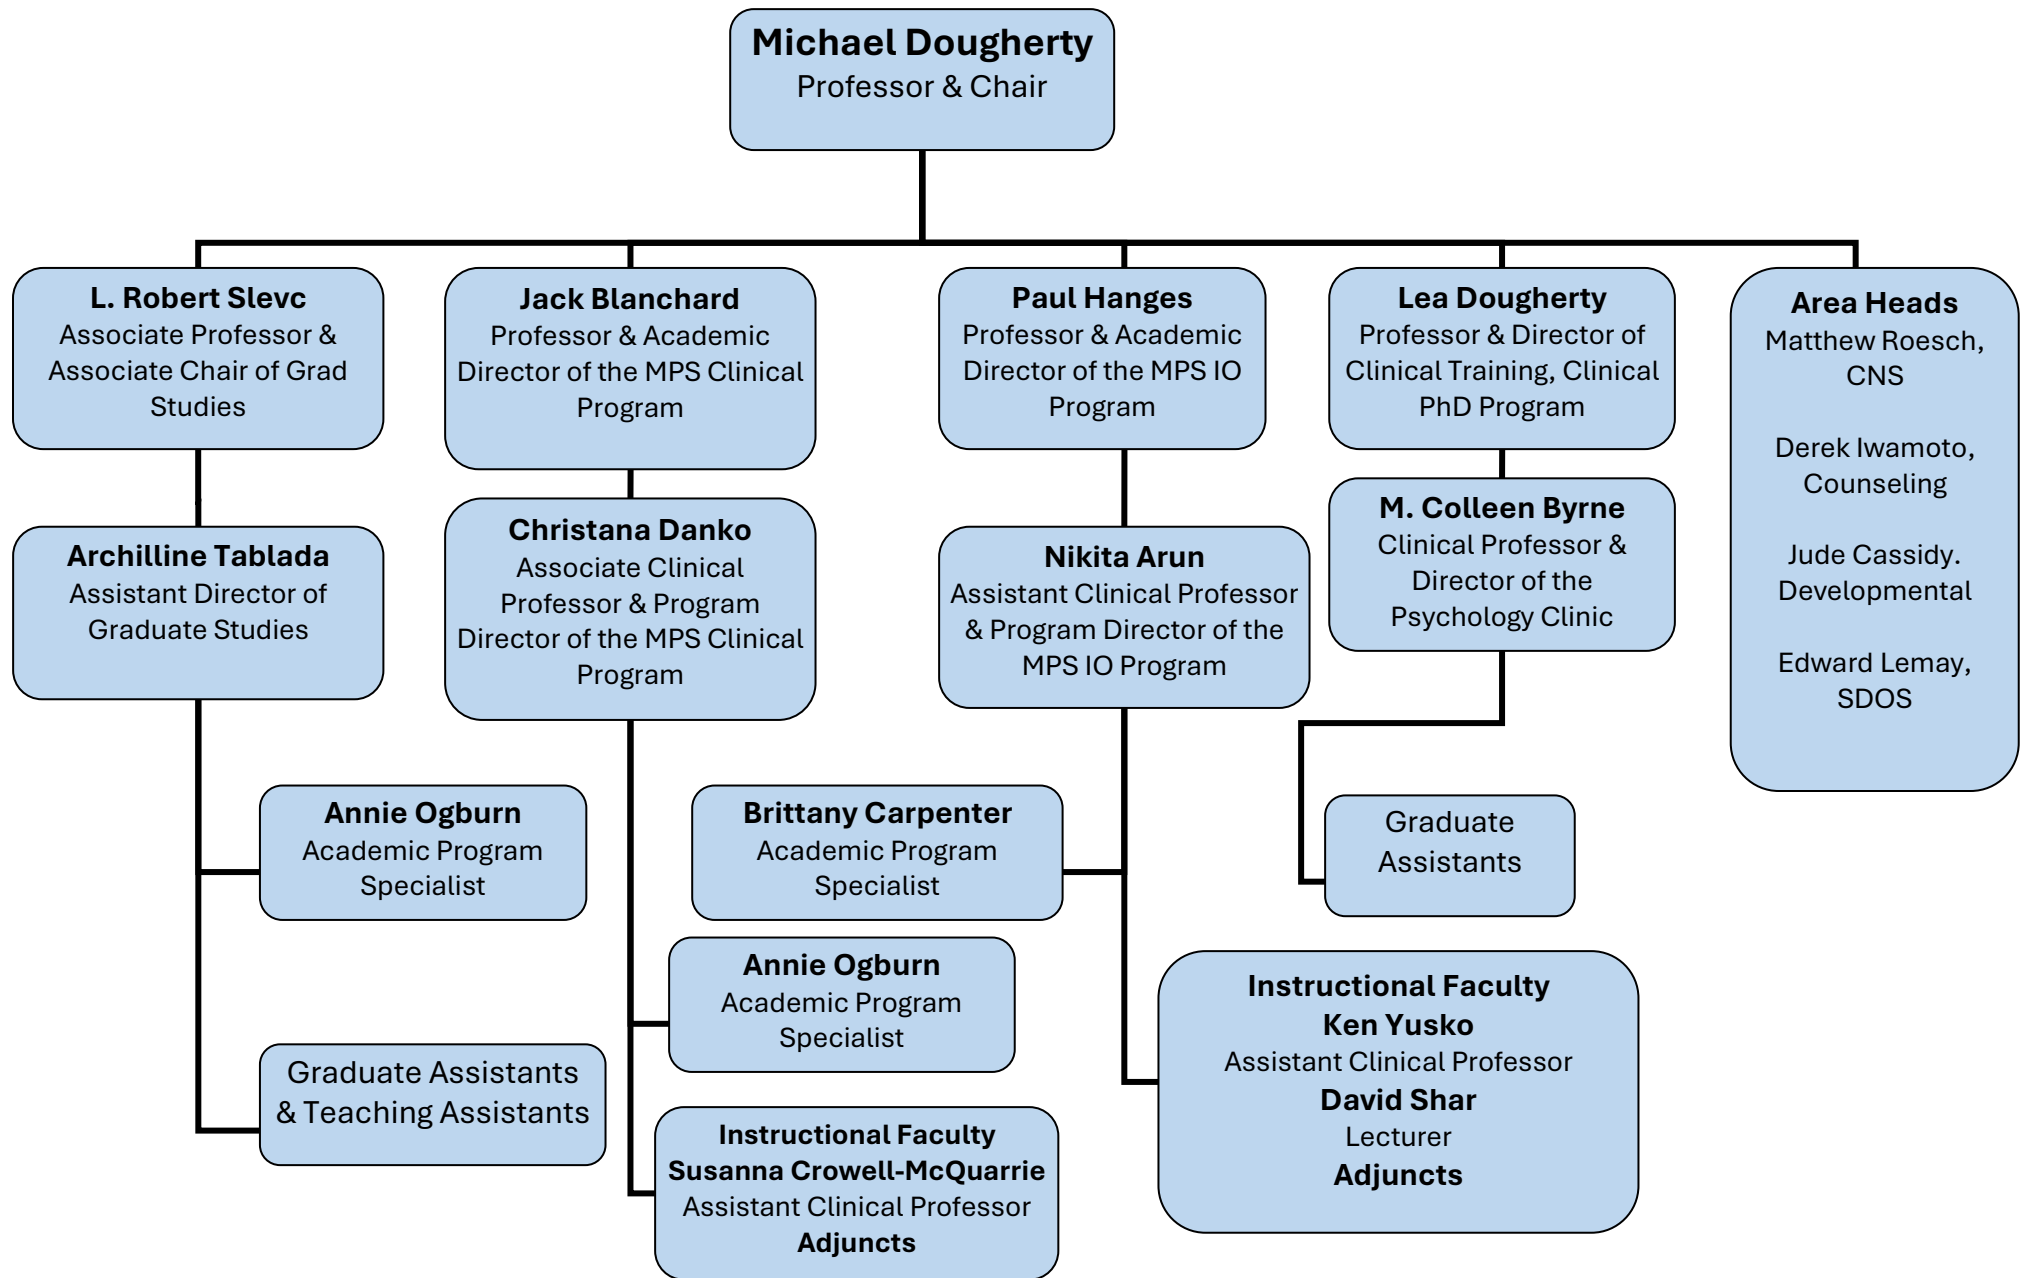 Michael Dougherty
Professor & Chair
L. Robert Slevc
Associate Professor &
Associate Chair of Grad
Studies
Jack Blanchard
Professor & Academic
Director of the MPS Clinical
Program
Paul Hanges
Professor & Academic
Director of the MPS IO
Program
Lea Dougherty
Professor & Director of
Clinical Training, Clinical
PhD Program
Area Heads
Matthew Roesch,
CNS
Derek Iwamoto,
Counseling
Jude Cassidy.
Developmental
Edward Lemay,
SDOS
Archilline Tablada
Assistant Director of
Graduate Studies
Christana Danko
Associate Clinical
Professor & Program
Director of the MPS Clinical
Program
Nikita Arun
Assistant Clinical Professor
& Program Director of the
MPS IO Program
M. Colleen Byrne
Clinical Professor &
Director of the
Psychology Clinic
Annie Ogburn
Academic Program
Specialist
Brittany Carpenter
Academic Program
Specialist
Graduate
Assistants
Annie Ogburn
Academic Program
Specialist
Instructional Faculty
Ken Yusko
Assistant Clinical Professor
David Shar
Lecturer
Adjuncts
Graduate Assistants
& Teaching Assistants
Instructional Faculty
Susanna Crowell-McQuarrie
Assistant Clinical Professor
Adjuncts